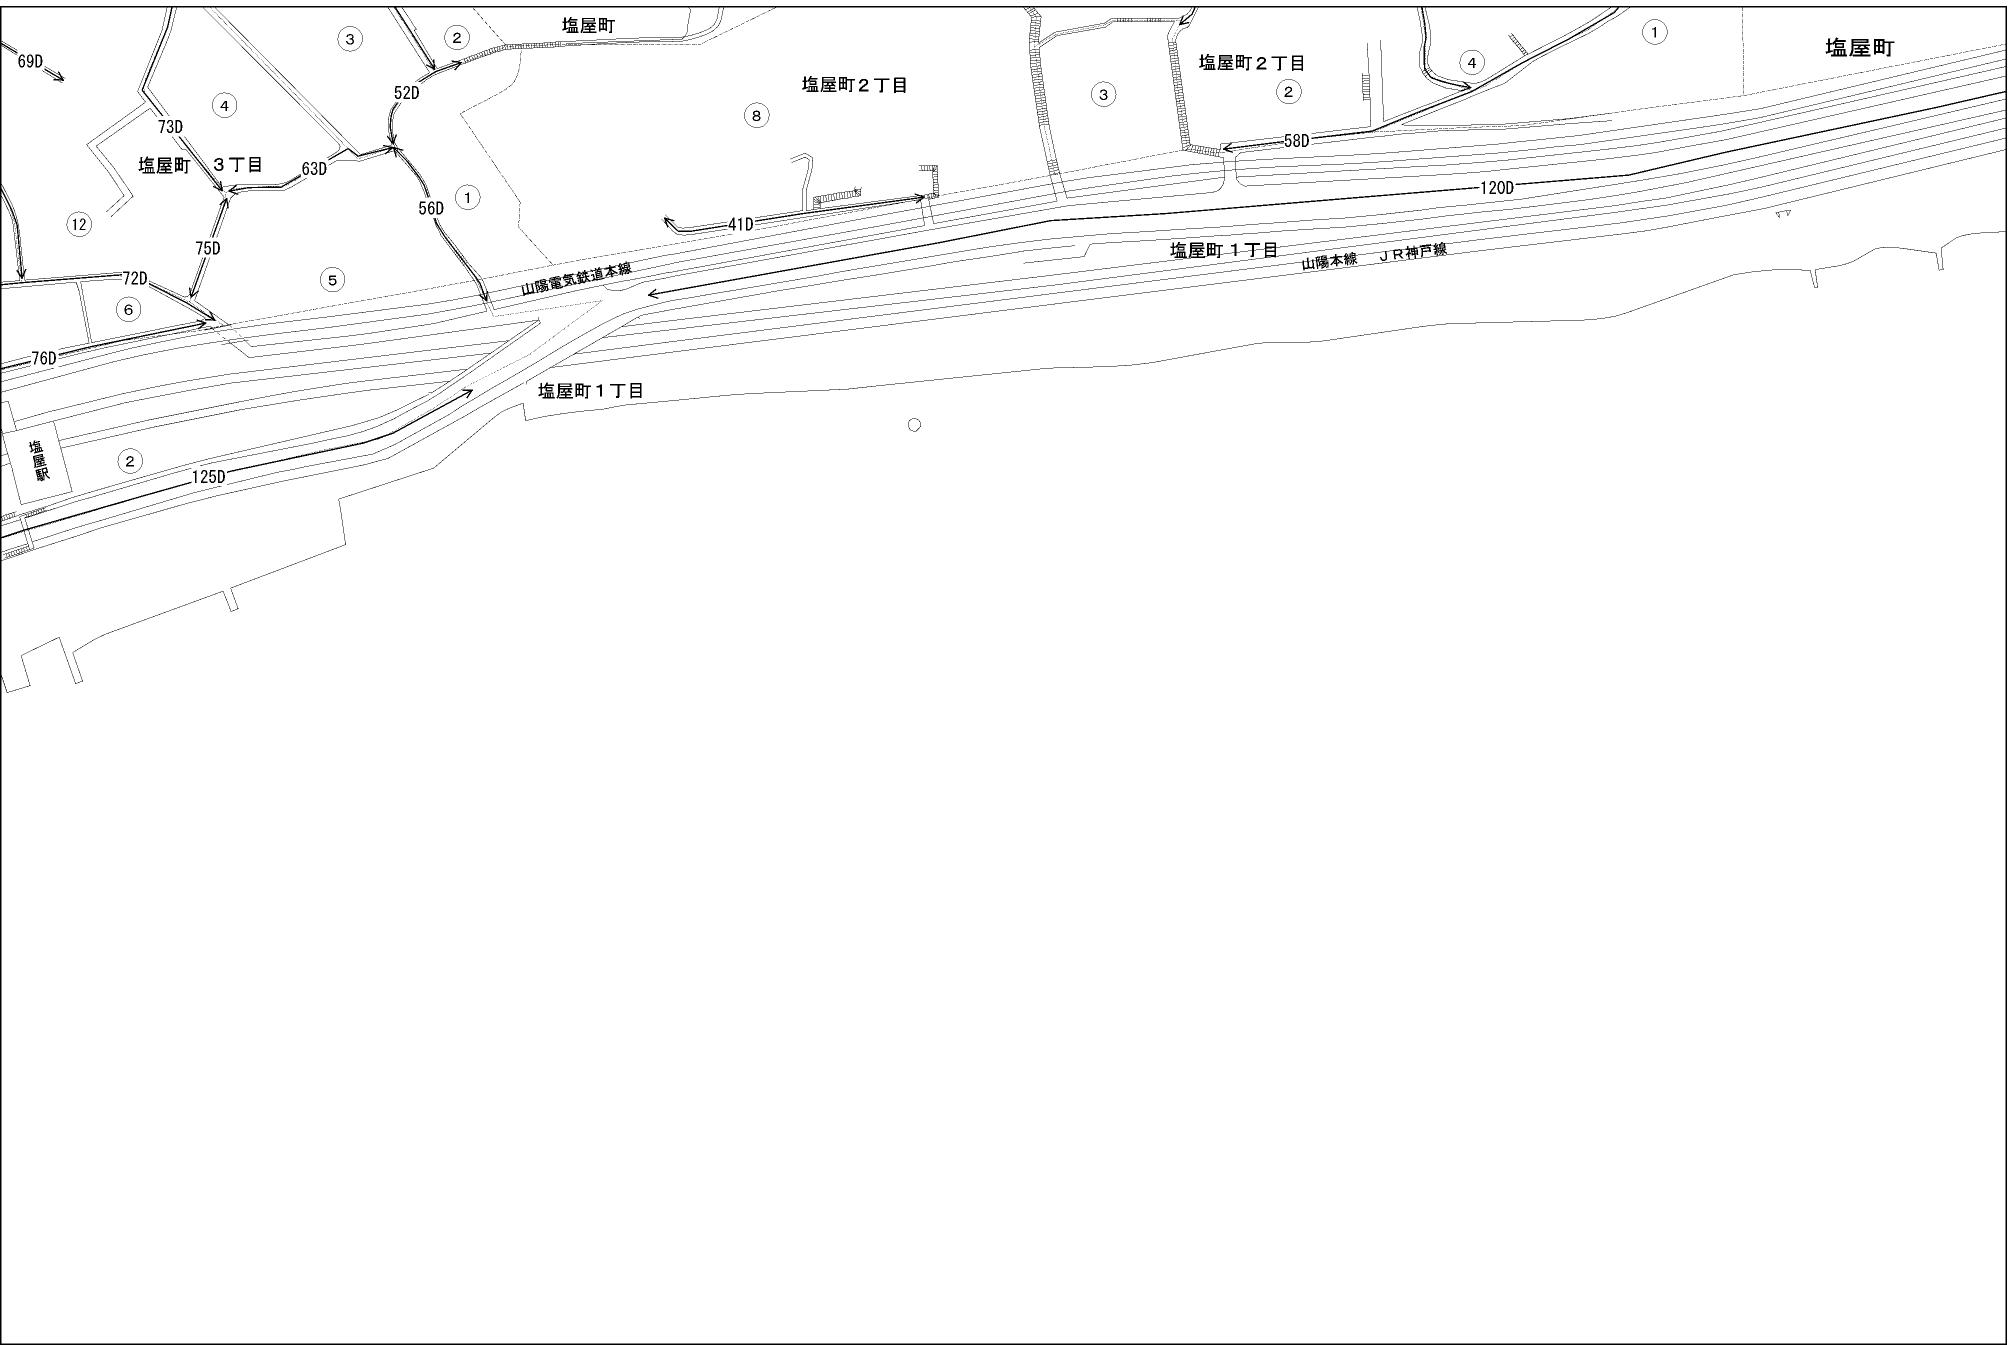 塩屋町
①
③
②
塩屋町
69D
塩屋町２丁目
④
塩屋町２丁目
52D
③
②
④
⑧
73D
58D
塩屋町　３丁目
63D
120D
①
56D
⑫
41D
75D
塩屋町１丁目
山陽本線　ＪＲ神戸線
72D
⑤
山陽電気鉄道本線
⑥
76D
塩屋町１丁目
塩屋駅
②
125D